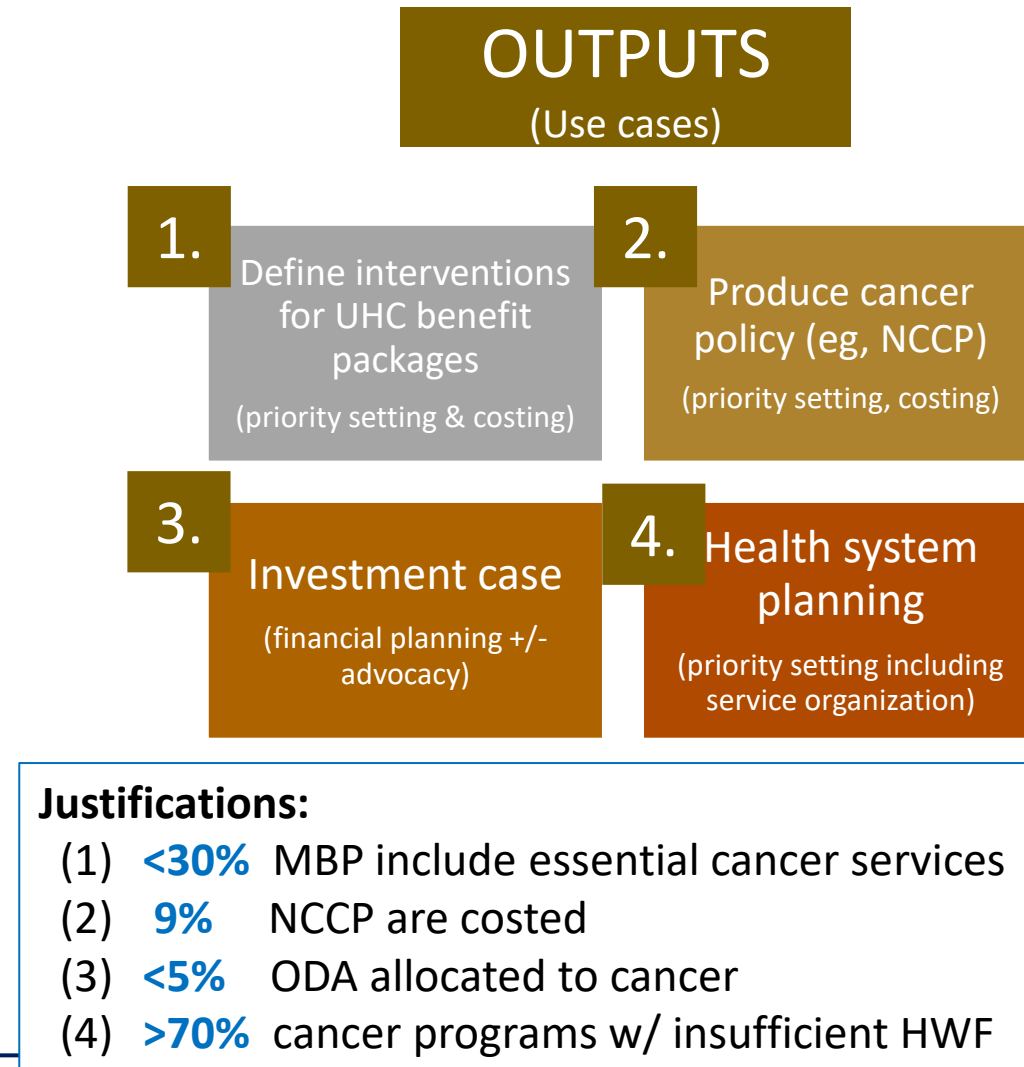 OUTPUTS
(Use cases)
1.
Define interventions
for UHC benefit
packages
(priority setting & costing)
2.
Produce cancer
policy (eg, NCCP)
(priority setting, costing)
3.
Investment case
(financial planning +/-
advocacy)
4.
Health system
planning
(priority setting including
service organization)
Justifications:
(1) <30% MBP include essential cancer services
(2) 9% NCCP are costed
(3) <5% ODA allocated to cancer
(4) >70% cancer programs w/ insufficient HWF